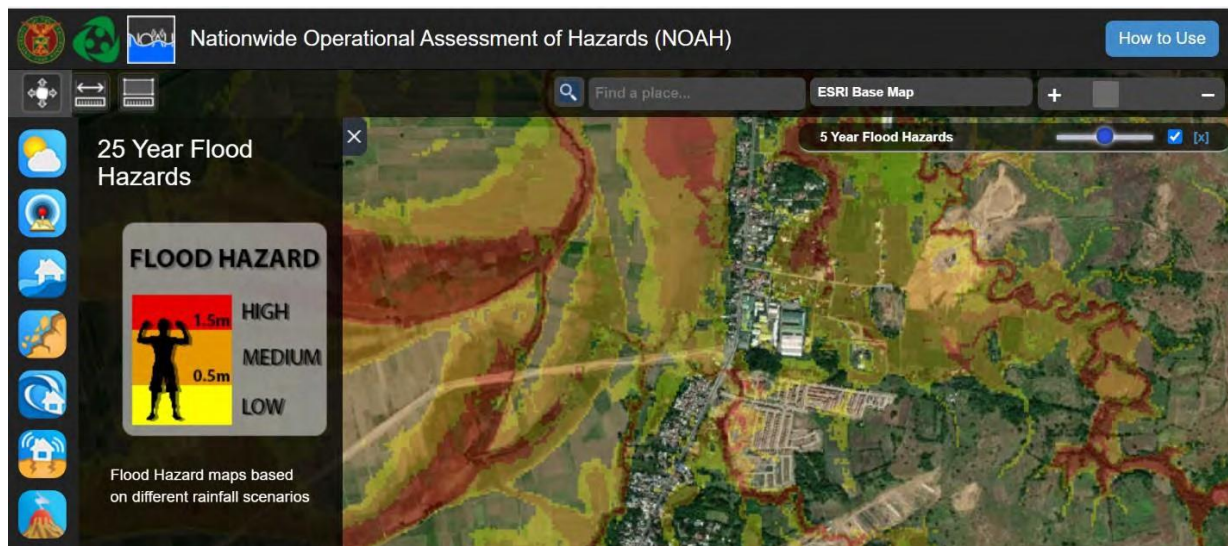 NOAH
Nationwide Operational Assessment of Hazards (NOAH)
How to Use
Find a place...
ESRI Base Map
+
−
25 Year Flood
Hazards
×
5 Year Flood Hazards
[x]
FLOOD HAZARD
HIGH
1.5m
MEDIUM
0.5m
LOW
Flood Hazard maps based
on different rainfall scenarios